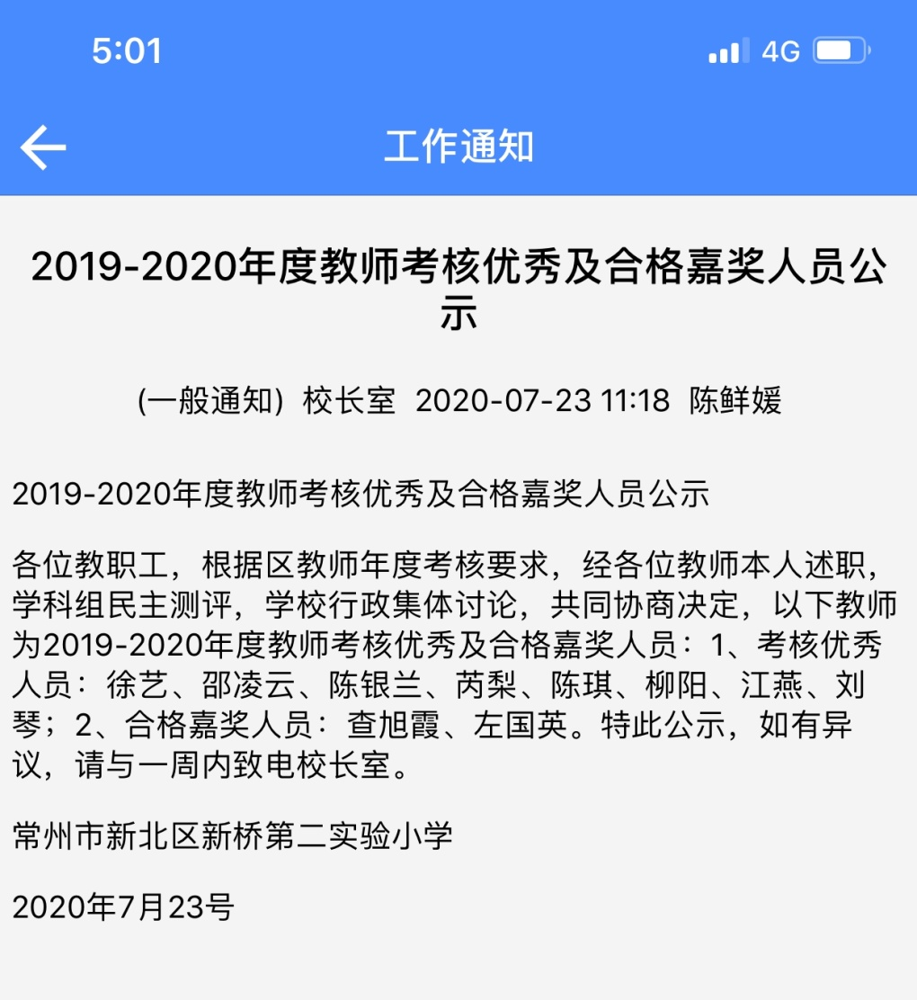 5:01
4G
工作通知
2019-2020年度教师考核优秀及合格嘉奖人员公
示
(一般通知) 校长室 2020-07-23 11:18 陈鲜媛
2019-2020年度教师考核优秀及合格嘉奖人员公示
各位教职工，根据区教师年度考核要求，经各位教师本人述职，
学科组民主测评，学校行政集体讨论，共同协商决定，以下教师
为2019-2020年度教师考核优秀及合格嘉奖人员：1、考核优秀
人员：徐艺、邵凌云、陈银兰、芮梨、陈琪、柳阳、江燕、刘
琴；2、合格嘉奖人员：查旭霞、左国英。特此公示，如有异
议，请与一周内致电校长室。
常州市新北区新桥第二实验小学
2020年7月23号